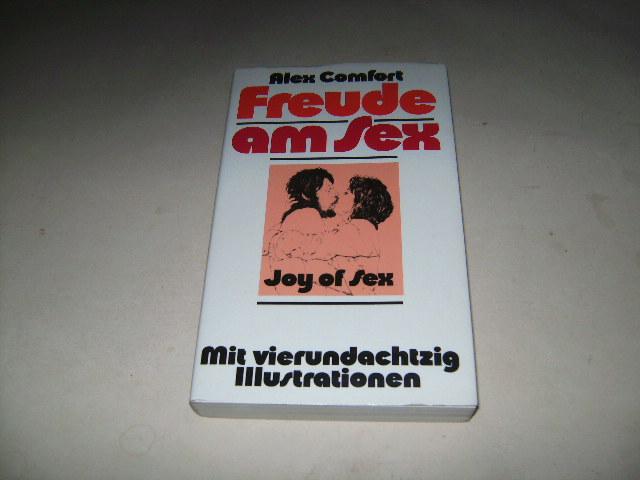 Alex Comfort
Freude
am Sex
Joy of Sex
Mit vierundachtzig
Illustrationen